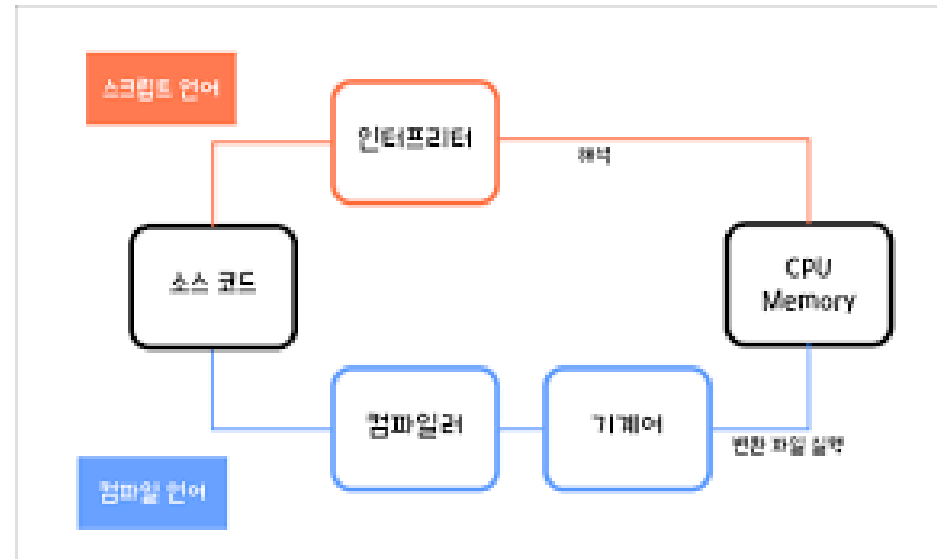 스크립트 언어
인터프리터
해석
소스 코드
CPU
Memory
컴파일러
기계어
변환 파일 실행
컴파일 언어